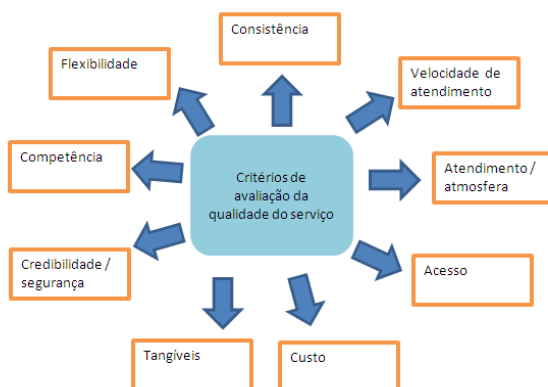 Consistência
Flexibilidade
Velocidade de
atendimento
Competência
Critérios de
avaliação da
qualidade do serviço
Atendimento /
atmosfera
Credibilidade /
segurança
Acesso
Tangíveis
Custo